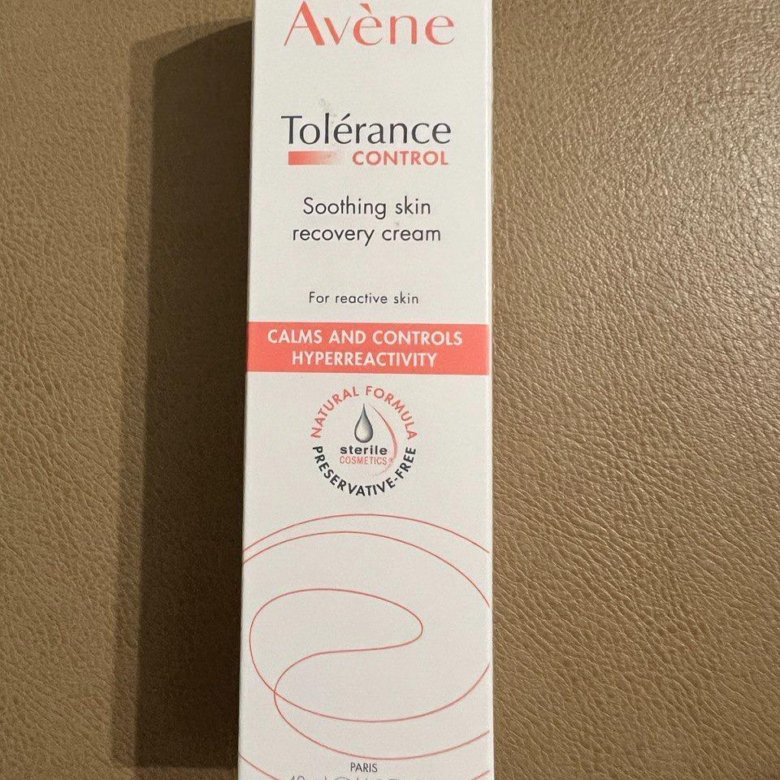 Avène
Tolérance
CONTROL
Soothing skin
recovery cream
For reactive skin
CALMS AND CONTROLS
HYPERREACTIVITY
NATURAL FORMULA
sterile
COSMETICS
PRESERVATIVE-FREE
PARIS